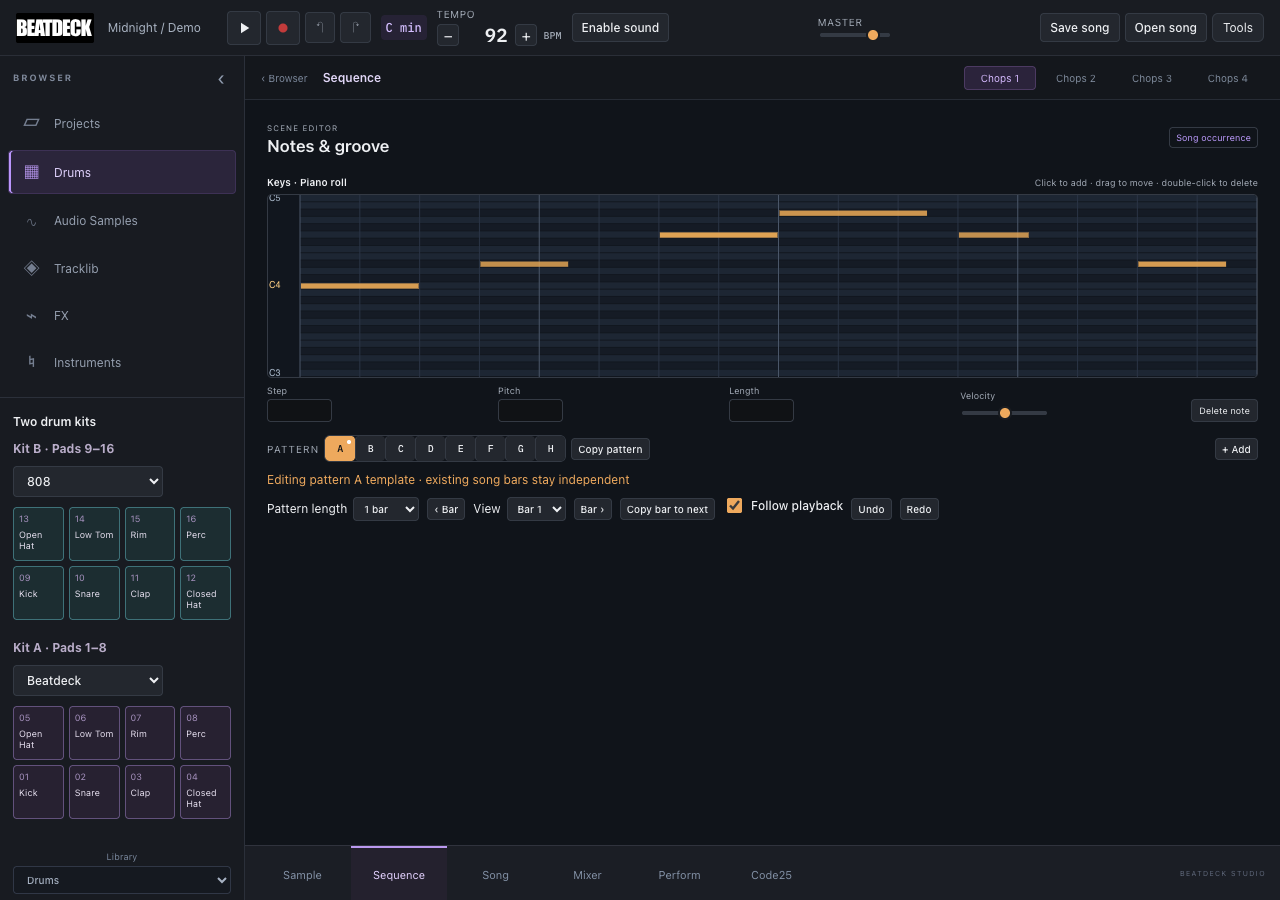 BEATDECK
Midnight / Demo
C min
TEMPO
− 92 + BPM
Enable sound
MASTER
Save song
Open song
Tools
BROWSER
Projects
Drums
Audio Samples
Tracklib
FX
Instruments
Two drum kits
Kit B · Pads 9–16
808
13
Open
Hat
14
Low Tom
15
Rim
16
Perc
09
Kick
10
Snare
11
Clap
12
Closed
Hat
Kit A · Pads 1–8
Beatdeck
05
Open
Hat
06
Low Tom
07
Rim
08
Perc
01
Kick
02
Snare
03
Clap
04
Closed
Hat
Library
Drums
‹ Browser
Sequence
Chops 1
Chops 2
Chops 3
Chops 4
SCENE EDITOR
Notes & groove
Song occurrence
Keys · Piano roll
Click to add · drag to move · double-click to delete
C5
C4
C3
Step
Pitch
Length
Velocity
Delete note
PATTERN A B C D E F G H Copy pattern
+ Add
Editing pattern A template · existing song bars stay independent
Pattern length 1 bar ‹ Bar View Bar 1 Bar › Copy bar to next Follow playback Undo Redo
Sample
Sequence
Song
Mixer
Perform
Code25
BEATDECK STUDIO